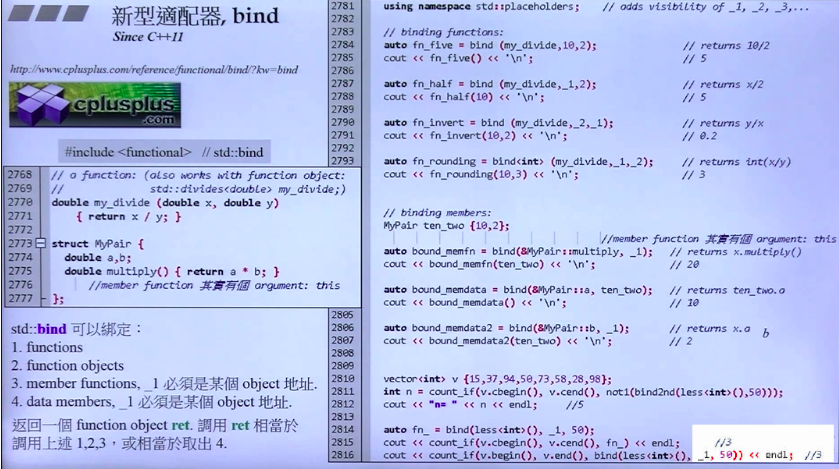 新型適配器, bind
Since C++11
http://www.cplusplus.com/reference/functional/bind/?kw=bind
cplusplus
.com
#include <functional>   // std::bind
2768 // a function: (also works with function object:
2769 //             std::divides<double> my_divide;)
2770 double my_divide (double x, double y)
2771     { return x / y; }
2772
2773 struct MyPair {
2774   double a,b;
2775   double multiply() { return a * b; }
2776       //member function 其實有個 argument: this
2777 };
std::bind 可以綁定：
1. functions
2. function objects
3. member functions, _1 必須是某個 object 地址.
4. data members, _1 必須是某個 object 地址.
返回一個 function object ret. 調用 ret 相當於
調用上述 1,2,3，或相當於取出 4.
2781 using namespace std::placeholders;   // adds visibility of _1, _2, _3,...
2782
2783 // binding functions:
2784 auto fn_five = bind (my_divide,10,2);             // returns 10/2
2785 cout << fn_five() << '\n';                        // 5
2786
2787 auto fn_half = bind (my_divide,_1,2);             // returns x/2
2788 cout << fn_half(10) << '\n';                      // 5
2789
2790 auto fn_invert = bind (my_divide,_2,_1);          // returns y/x
2791 cout << fn_invert(10,2) << '\n';                  // 0.2
2792
2793 auto fn_rounding = bind<int> (my_divide,_1,_2);   // returns int(x/y)
cout << fn_rounding(10,3) << '\n';                // 3
// binding members:
MyPair ten_two {10,2};
//member function 其實有個 argument: this
auto bound_memfn = bind(&MyPair::multiply, _1);   // returns x.multiply()
cout << bound_memfn(ten_two) << '\n';             // 20
auto bound_memdata = bind(&MyPair::a, ten_two);   // returns ten_two.a
cout << bound_memdata() << '\n';                  // 10
2805
2806 auto bound_memdata2 = bind(&MyPair::b, _1);       // returns x.a b
2807 cout << bound_memdata2(ten_two) << '\n';          // 2
2808
2809
2810 vector<int> v {15,37,94,50,73,58,28,98};
2811 int n = count_if(v.cbegin(), v.cend(), not1(bind2nd(less<int>(),50)));
2812 cout << "n= " << n << endl;     //5
2813
2814 auto fn_ = bind(less<int>(), _1, 50);
2815 cout << count_if(v.cbegin(), v.cend(), fn_) << endl;     //3
2816 cout << count_if(v.begin(), v.end(), bind(less<int>(), _1, 50)) << endl;  //3